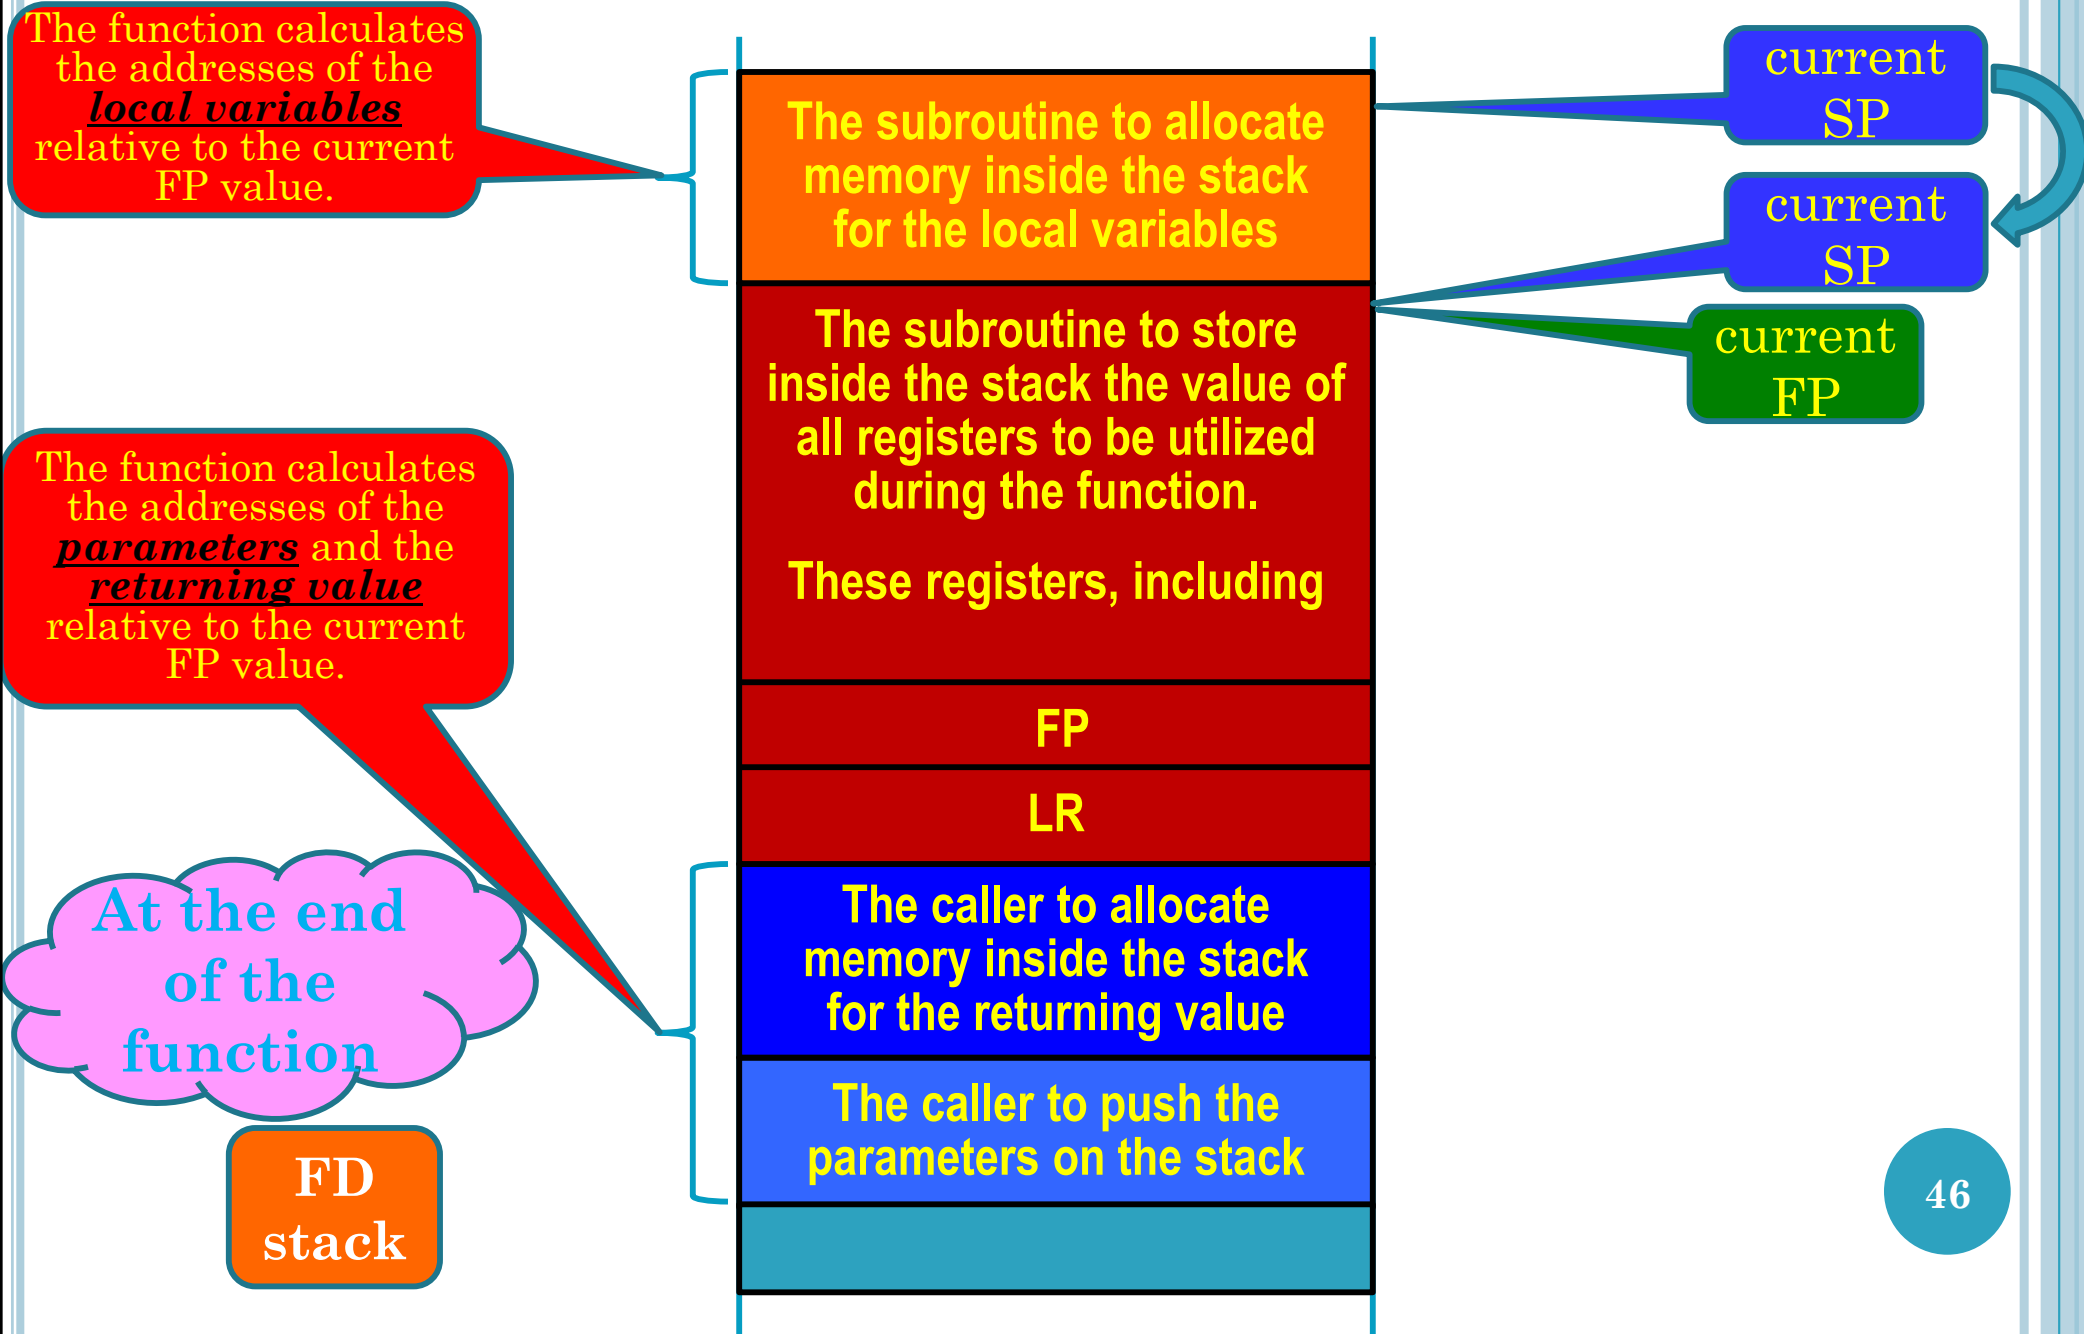 The function calculates
the addresses of the
local variables
relative to the current
FP value.
The subroutine to allocate
memory inside the stack
for the local variables
current
SP
current
SP
current
FP
The subroutine to store
inside the stack the value of
all registers to be utilized
during the function.
These registers, including
The function calculates
the addresses of the
parameters and the
returning value
relative to the current
FP value.
FP
LR
At the end
of the
function
The caller to allocate
memory inside the stack
for the returning value
The caller to push the
parameters on the stack
FD
stack
46